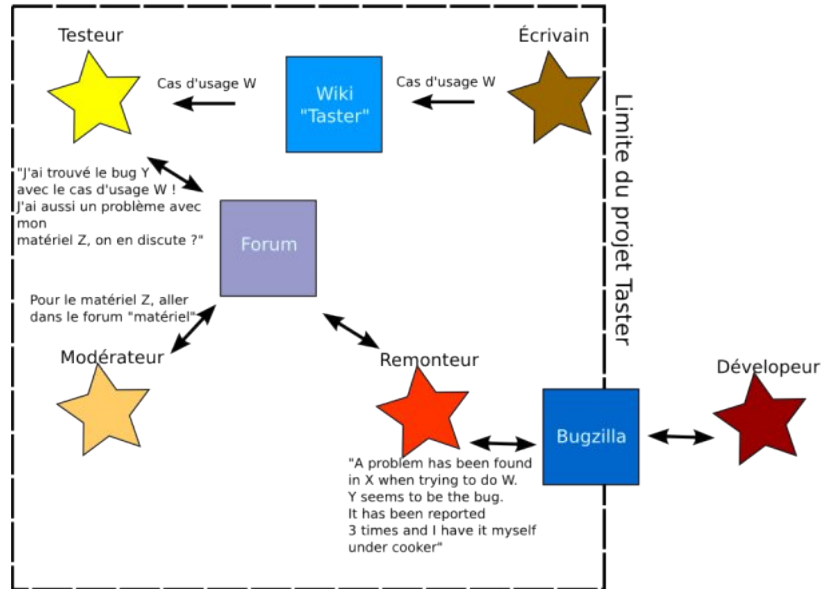 Testeur
Écrivain
Cas d'usage W
Cas d'usage W
Wiki
"Taster"
Limite du projet Taster
"J'ai trouvé le bug Y
avec le cas d'usage W !
J'ai aussi un problème avec
mon
matériel Z, on en discute ?"
Forum
Pour le matériel Z, aller
dans le forum "matériel"
Modérateur
Remonteur
Dévelopeur
Bugzilla
"A problem has been found
in X when trying to do W.
Y seems to be the bug.
It has been reported
3 times and I have it myself
under cooker"